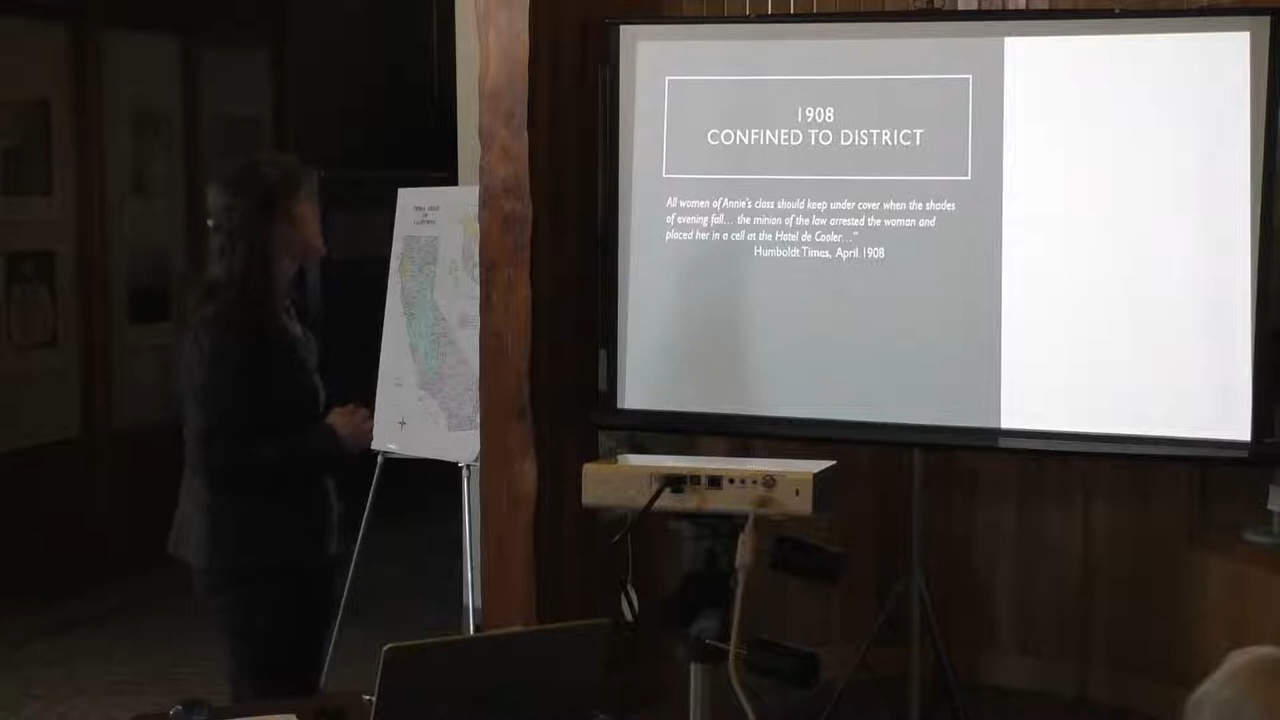 1908
CONFINED TO DISTRICT
All women of Annie's class should keep under cover when the shades
of evening fall... the minion of the law arrested the woman and
placed her in a cell at the Hotel de Cooler..."
Humboldt Times, April 1908
CALIFORNIA